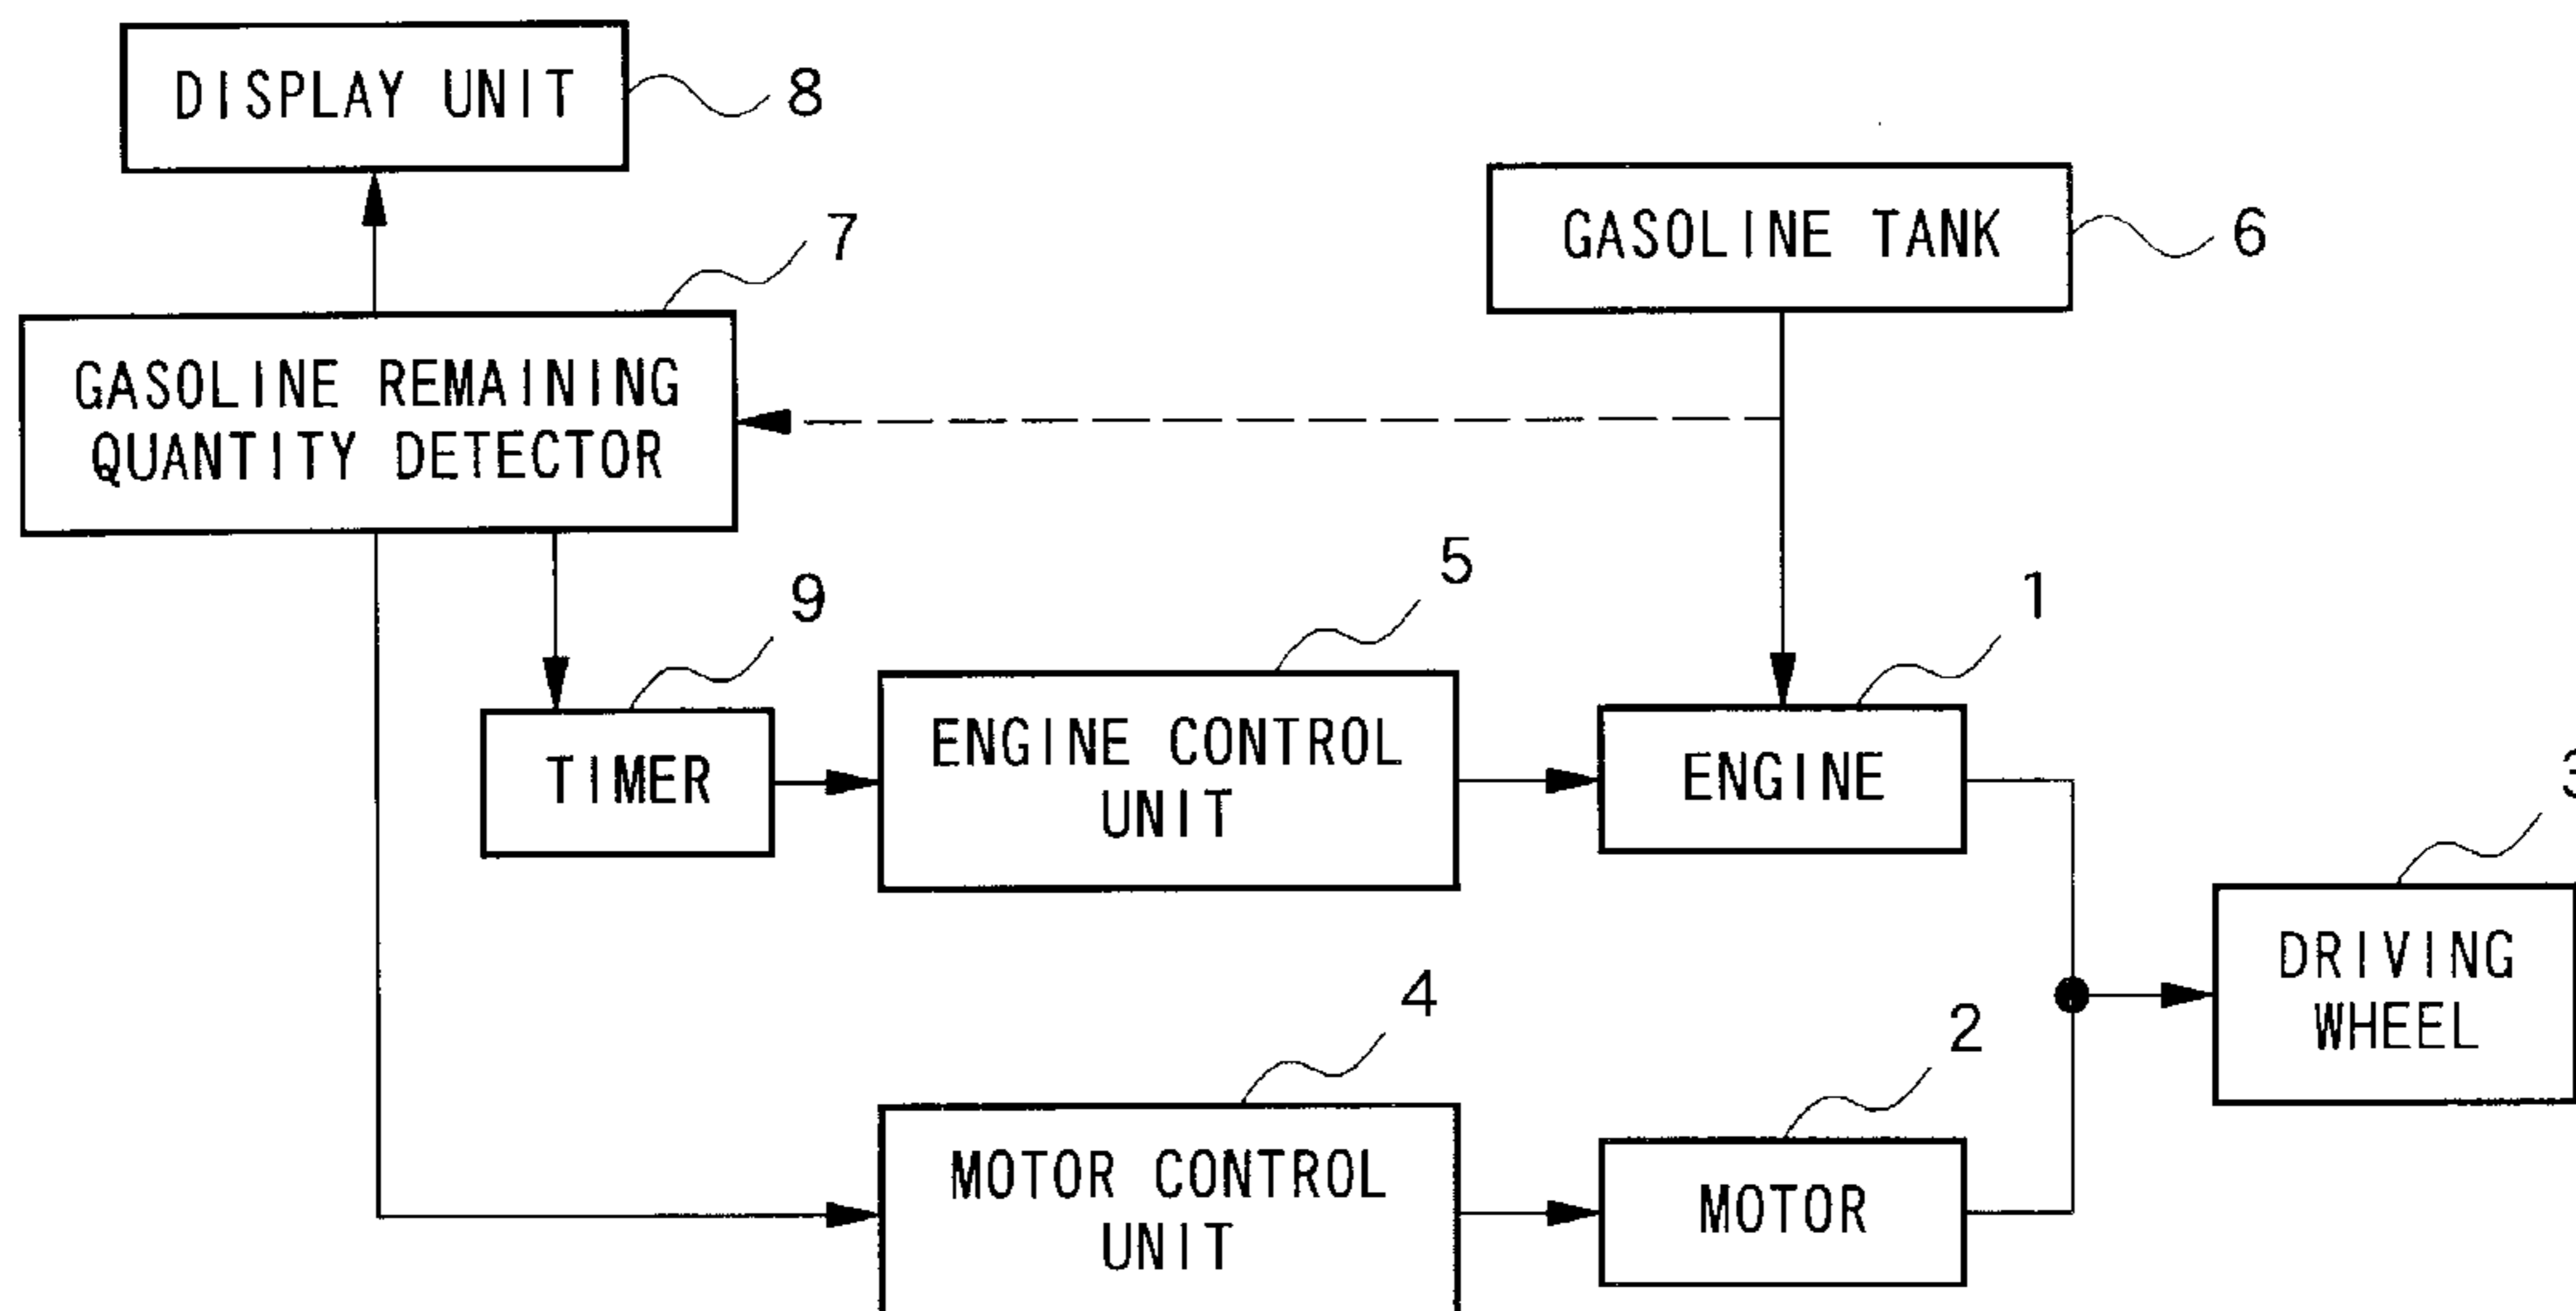 DISPLAY UNIT
8
7
GASOLINE TANK
6
GASOLINE REMAINING
QUANTITY DETECTOR
9
5
1
TIMER
ENGINE CONTROL
UNIT
ENGINE
3
DRIVING
WHEEL
4
2
MOTOR CONTROL
UNIT
MOTOR